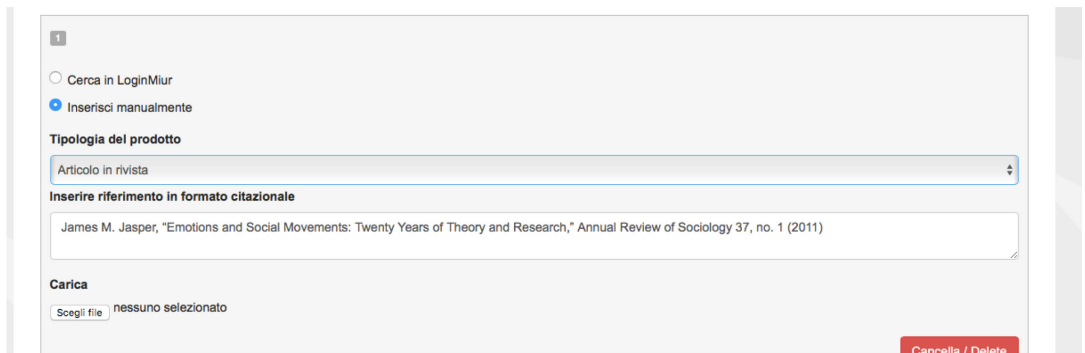 1
Cerca in LoginMiur
Inserisci manualmente
Tipologia del prodotto
Articolo in rivista
Inserire riferimento in formato citazionale
James M. Jasper, "Emotions and Social Movements: Twenty Years of Theory and Research," Annual Review of Sociology 37, no. 1 (2011)
Carica
Scegli file nessuno selezionato
Cancella / Delete